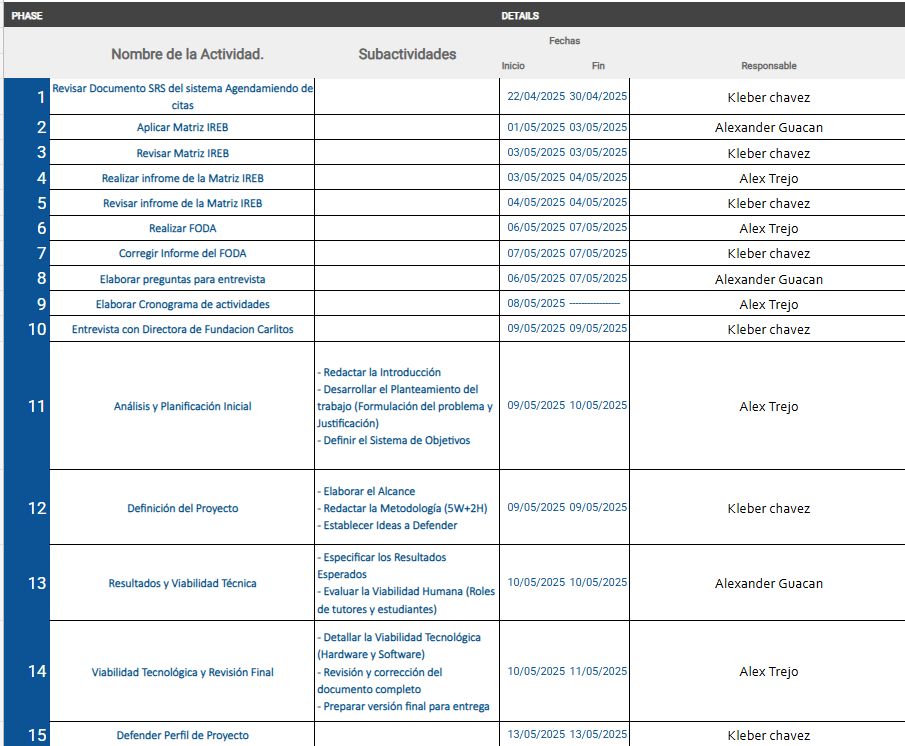 PHASE DETAILS
Nombre de la Actividad. Subactividades Fechas
Inicio Fin Responsable
1 Revisar Documento SRS del sistema Agendamiento de
citas 22/04/2025 30/04/2025 Kleber chavez
2 Aplicar Matriz IREB 01/05/2025 03/05/2025 Alexander Guacan
3 Revisar Matriz IREB 03/05/2025 03/05/2025 Kleber chavez
4 Realizar infrome de la Matriz IREB 03/05/2025 04/05/2025 Alex Trejo
5 Revisar infrome de la Matriz IREB 04/05/2025 04/05/2025 Kleber chavez
6 Realizar FODA 06/05/2025 07/05/2025 Alex Trejo
7 Corregir Informe del FODA 07/05/2025 07/05/2025 Kleber chavez
8 Elaborar preguntas para entrevista 06/05/2025 07/05/2025 Alexander Guacan
9 Elaborar Cronograma de actividades 08/05/2025 ----------------- Alex Trejo
10 Entrevista con Directora de Fundacion Carlitos 09/05/2025 09/05/2025 Kleber chavez
11 Análisis y Planificación Inicial
- Redactar la Introducción
- Desarrollar el Planteamiento del
trabajo (Formulación del problema y
Justificación)
- Definir el Sistema de Objetivos
09/05/2025 10/05/2025 Alex Trejo
12 Definición del Proyecto
- Elaborar el Alcance
- Redactar la Metodología (5W+2H)
- Establecer Ideas a Defender
09/05/2025 09/05/2025 Kleber chavez
13 Resultados y Viabilidad Técnica
- Especificar los Resultados
Esperados
- Evaluar la Viabilidad Humana (Roles
de tutores y estudiantes)
10/05/2025 10/05/2025 Alexander Guacan
14 Viabilidad Tecnológica y Revisión Final
- Detallar la Viabilidad Tecnológica
(Hardware y Software)
- Revisión y corrección del
documento completo
- Preparar versión final para entrega
10/05/2025 11/05/2025 Alex Trejo
15 Defender Perfil de Proyecto 13/05/2025 13/05/2025 Kleber chavez